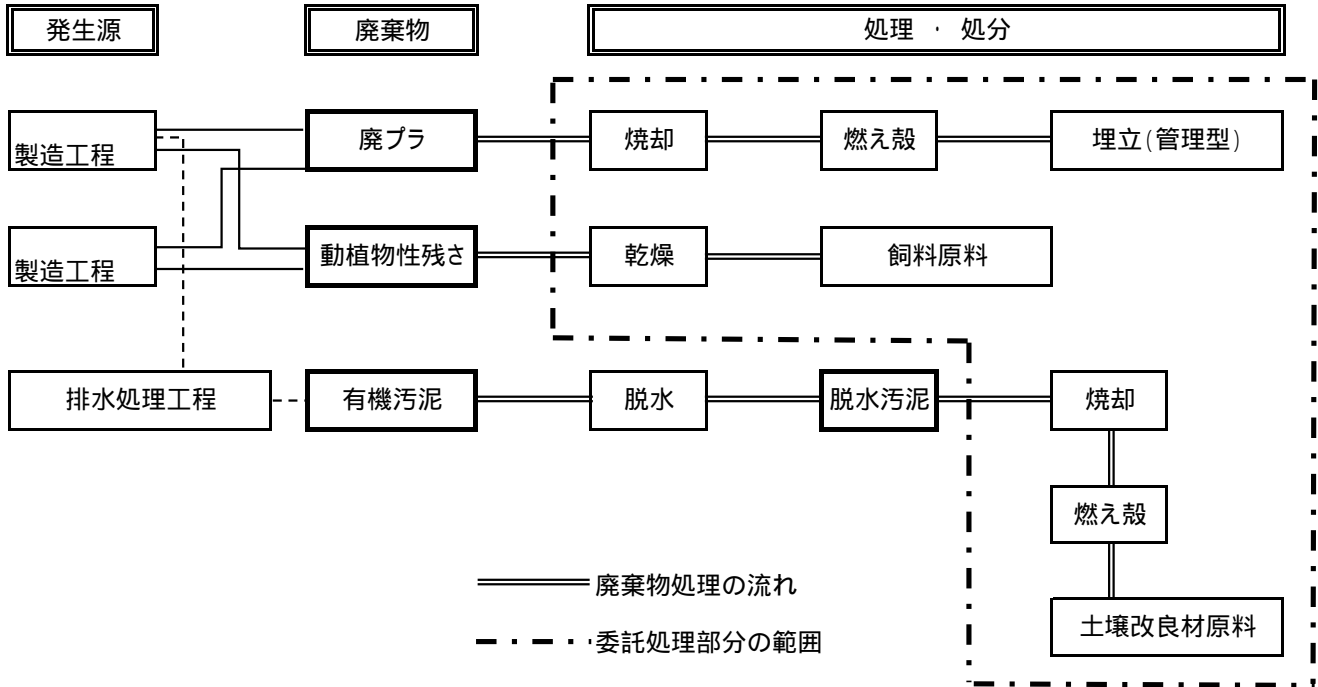 発生源
廃棄物
処理 ・ 処分
製造工程
廃プラ
焼却
燃え殻
埋立(管理型)
製造工程
動植物性残さ
乾燥
飼料原料
排水処理工程
有機汚泥
脱水
脱水汚泥
焼却
燃え殻
廃棄物処理の流れ
土壌改良材原料
委託処理部分の範囲